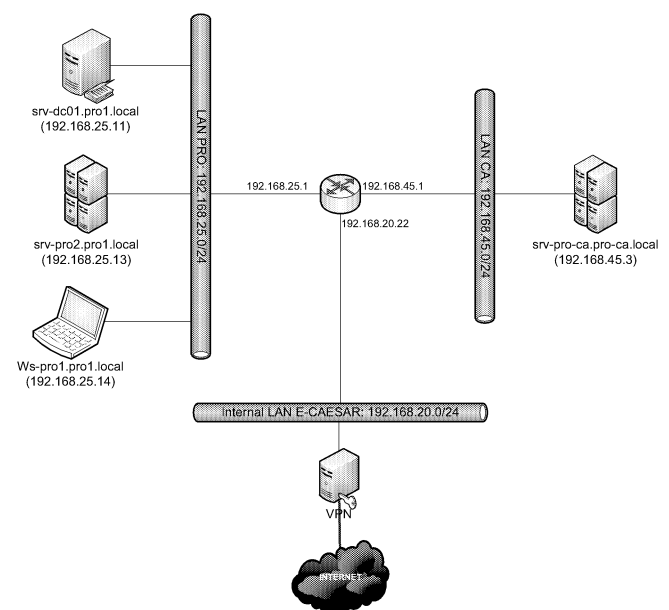 srv-dc01.pro1.local
(192.168.25.11)
LAN PRO: 192.168.25.0/24
srv-pro2.pro1.local
(192.168.25.13)
Ws-pro1.pro1.local
(192.168.25.14)
192.168.25.1
192.168.45.1
192.168.20.22
LAN CA: 192.168.45.0/24
srv-pro-ca.pro-ca.local
(192.168.45.3)
Internal LAN E-CAESAR: 192.168.20.0/24
VPN
INTERNET